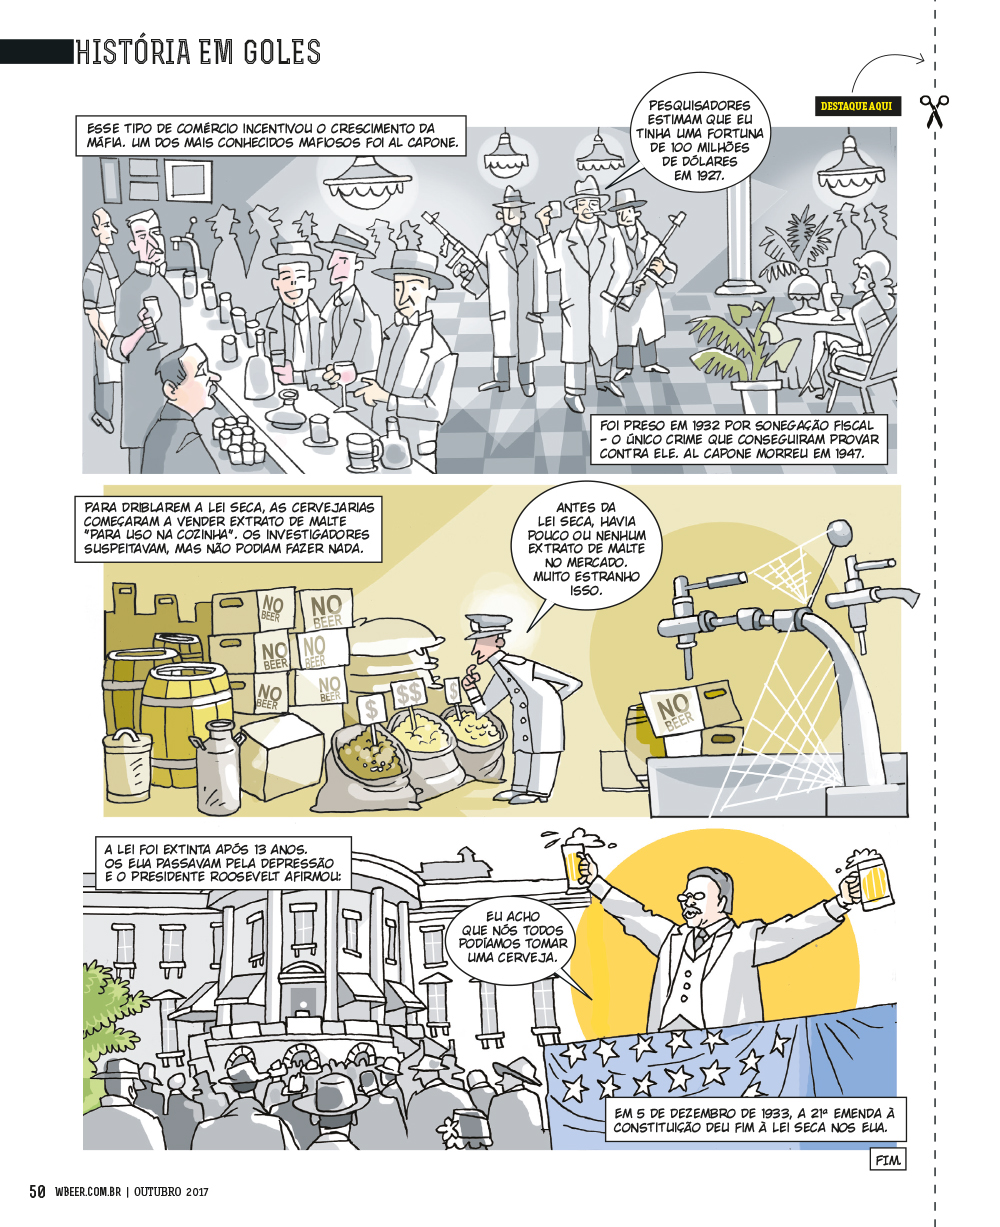 HISTÓRIA EM GOLES
DESTAQUE AQUI
ESSE TIPO DE COMÉRCIO INCENTIVOU O CRESCIMENTO DA
MÁFIA. UM DOS MAIS CONHECIDOS MAFIOSOS FOI AL CAPONE.
PESQUISADORES
ESTIMAM QUE EU
TINHA UMA FORTUNA
DE 100 MILHÕES
DE DÓLARES
EM 1927.
FOI PRESO EM 1932 POR SONEGAÇÃO FISCAL
– O ÚNICO CRIME QUE CONSEGUIRAM PROVAR
CONTRA ELE. AL CAPONE MORREU EM 1947.
PARA DRIBLAREM A LEI SECA, AS CERVEJARIAS
COMEÇARAM A VENDER EXTRATO DE MALTE
"PARA USO NA COZINHA". OS INVESTIGADORES
SUSPEITAVAM, MAS NÃO PODIAM FAZER NADA.
ANTES DA
LEI SECA, HAVIA
POUCO OU NENHUM
EXTRATO DE MALTE
NO MERCADO.
MUITO ESTRANHO
ISSO.
NO
BEER
NO
BEER
NO
BEER
NO
BEER
NO
BEER
NO
BEER
$
$$
$
NO
BEER
A LEI FOI EXTINTA APÓS 13 ANOS.
OS EUA PASSAVAM PELA DEPRESSÃO
E O PRESIDENTE ROOSEVELT AFIRMOU:
EU ACHO
QUE NÓS TODOS
PODÍAMOS TOMAR
UMA CERVEJA.
EM 5 DE DEZEMBRO DE 1933, A 21ª EMENDA À
CONSTITUIÇÃO DEU FIM À LEI SECA NOS EUA.
FIM.
50 WBEER.COM.BR | OUTUBRO 2017